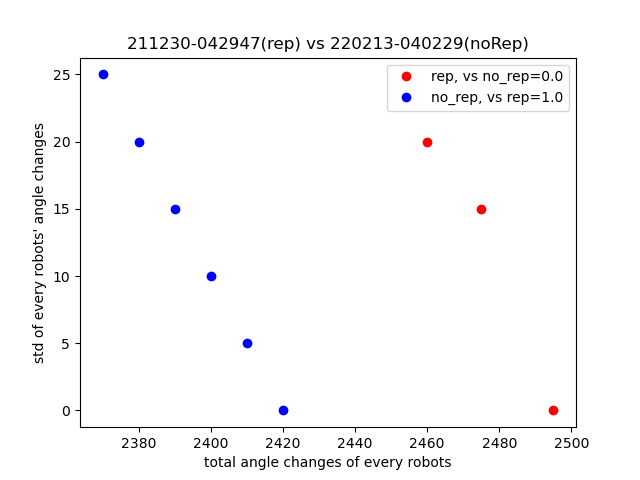 211230-042947(rep) vs 220213-040229(noRep)
rep, vs no_rep=0.0
no_rep, vs rep=1.0
std of every robots' angle changes
25
20
15
10
5
0
2380 2400 2420 2440 2460 2480 2500
total angle changes of every robots